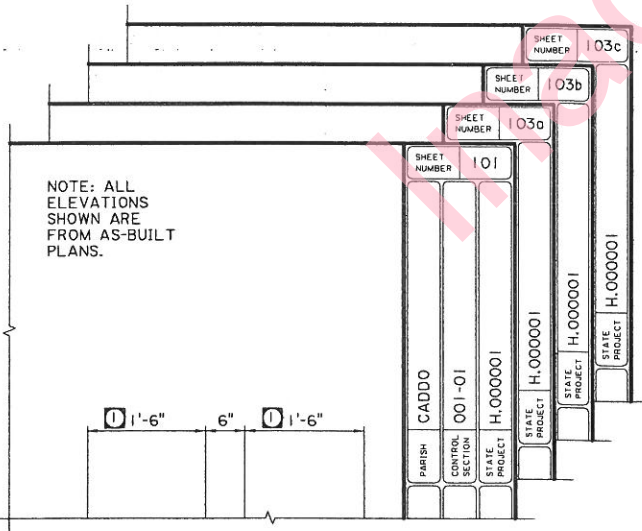 SHEET
NUMBER
103c
SHEET
NUMBER
103b
SHEET
NUMBER
103a
SHEET
NUMBER
101
NOTE: ALL
ELEVATIONS
SHOWN ARE
FROM AS-BUILT
PLANS.
1 1'-6" 6" 1 1'-6"
PARISH CADDO
CONTROL
SECTION
001-01
STATE
PROJECT
H.000001
STATE
PROJECT
H.000001
STATE
PROJECT
H.000001
STATE
PROJECT
H.000001
Inac